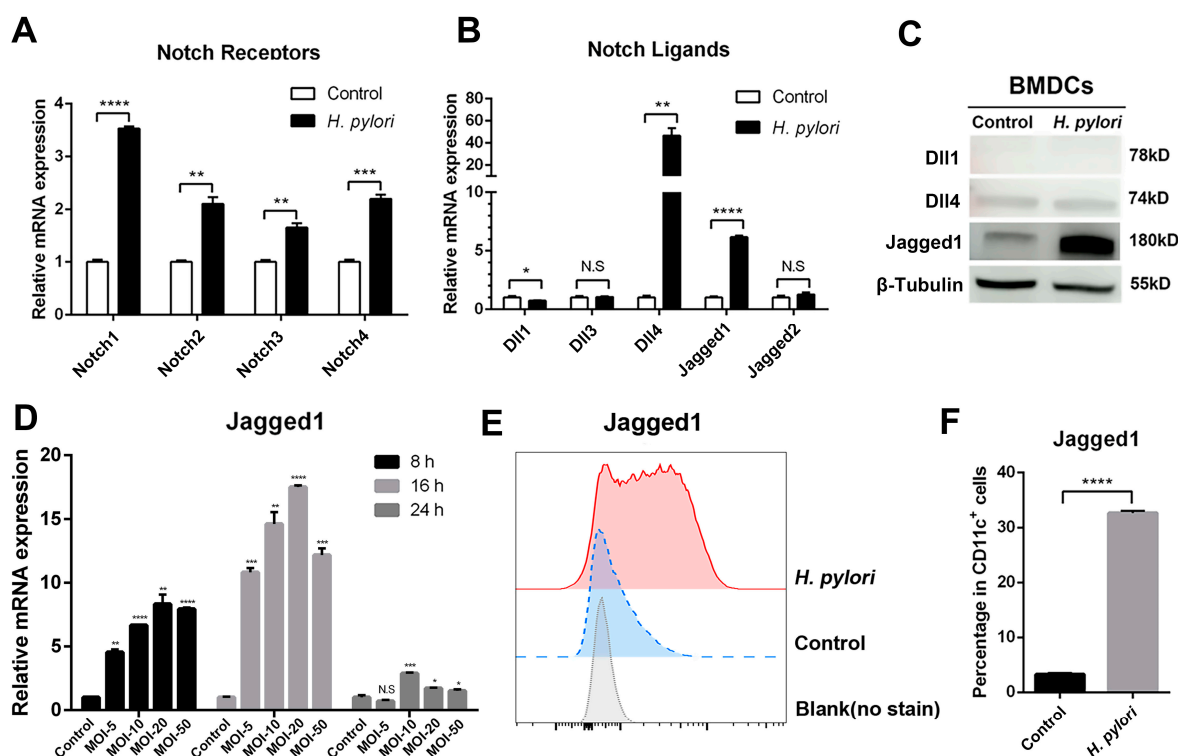 A
Notch Receptors
Control
H. pylori
Relative mRNA expression
4
3
2
1
0
****
**
**
***
Notch1
Notch2
Notch3
Notch4
B
Notch Ligands
Control
H. pylori
Relative mRNA expression
80
60
40
20
10
5
0
*
N.S
**
****
N.S
Dll1
Dll3
Dll4
Jagged1
Jagged2
C
BMDCs
Control H. pylori
Dll1 78kD
Dll4 74kD
Jagged1 180kD
β-Tubulin 55kD
D
Jagged1
8 h
16 h
24 h
Relative mRNA expression
20
15
10
5
0
**
****
**
****
***
**
****
***
N.S
***
*
*
Control
MOI-5
MOI-10
MOI-20
MOI-50
Control
MOI-5
MOI-10
MOI-20
MOI-50
Control
MOI-5
MOI-10
MOI-20
MOI-50
E
Jagged1
H. pylori
Control
Blank(no stain)
F
Jagged1
Percentage in CD11c⁺ cells
40
30
20
10
0
****
Control
H. pylori